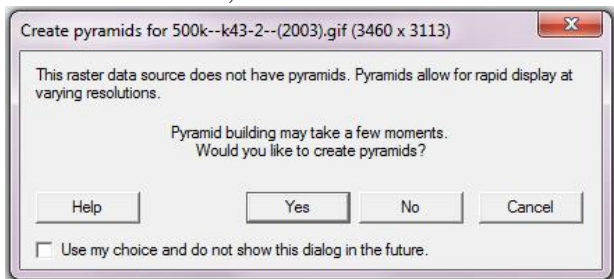 Create pyramids for 500k--k43-2--(2003).gif (3460 x 3113)
This raster data source does not have pyramids. Pyramids allow for rapid display at
varying resolutions.
Pyramid building may take a few moments.
Would you like to create pyramids?
Help Yes No Cancel
Use my choice and do not show this dialog in the future.